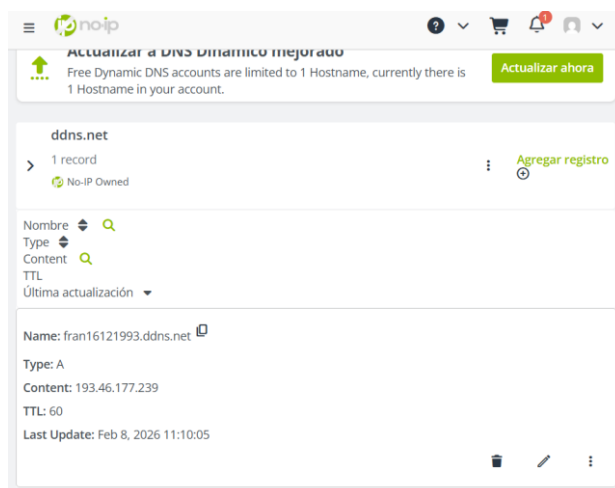 noip
1
Actualizar a DNS Dinámico mejorado
Free Dynamic DNS accounts are limited to 1 Hostname, currently there is
1 Hostname in your account.
Actualizar ahora
ddns.net
1 record
No-IP Owned
Agregar registro
Nombre
Type
Content
TTL
Última actualización
Name: fran16121993.ddns.net
Type: A
Content: 193.46.177.239
TTL: 60
Last Update: Feb 8, 2026 11:10:05